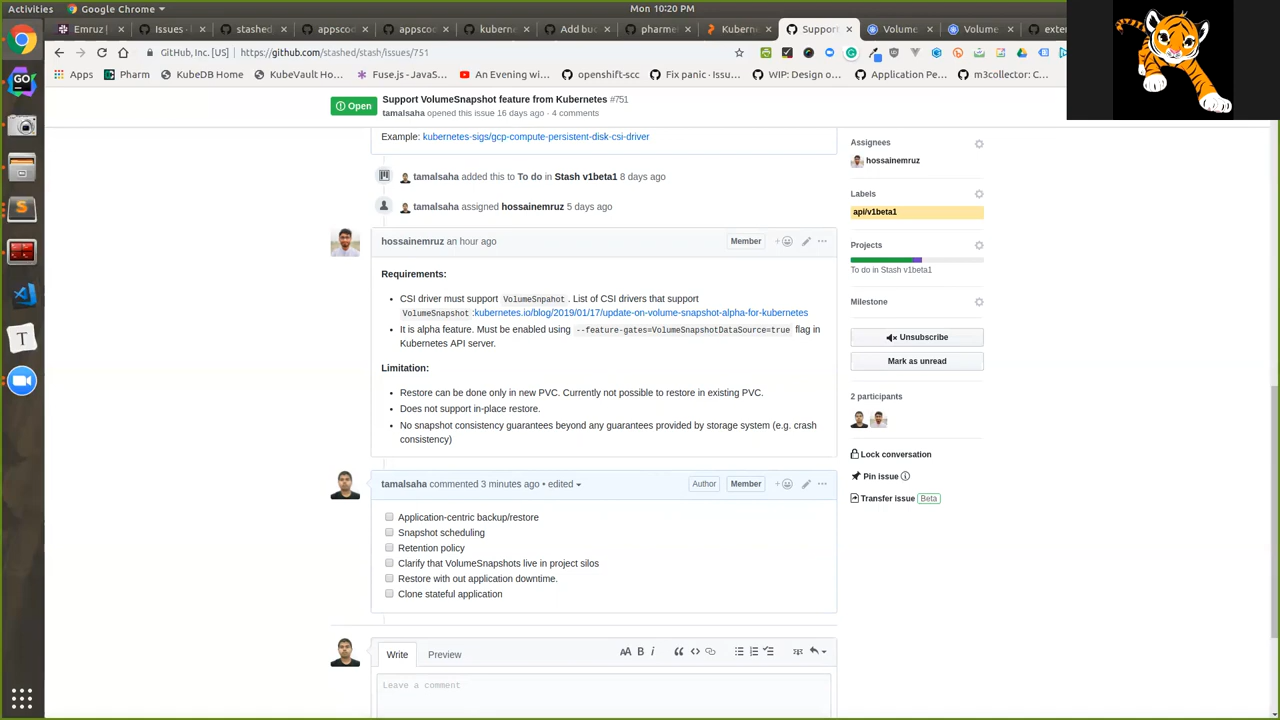 Activities
Google Chrome
Mon 10:20 PM
Emruz |
Issues -
stashed
appscod
appscod
kuberne
Add buc
pharme
Kuberne
Suppor
Volume
Volume
exter
GitHub, Inc. [US]
https://github.com/stashed/stash/issues/751
Apps
Pharm
KubeDB Home
KubeVault Ho...
Fuse.js - JavaS...
An Evening wi...
openshift-scc
Fix panic · Issu...
WIP: Design o...
Application Pe...
m3collector: C...
Open
Support VolumeSnapshot feature from Kubernetes #751
tamalsaha opened this issue 16 days ago · 4 comments
Example: kubernetes-sigs/gcp-compute-persistent-disk-csi-driver
tamalsaha added this to To do in Stash v1beta1 8 days ago
tamalsaha assigned hossainemruz 5 days ago
hossainemruz an hour ago
Member
Requirements:
CSI driver must support VolumeSnpahot . List of CSI drivers that support
VolumeSnapshot :kubernetes.io/blog/2019/01/17/update-on-volume-snapshot-alpha-for-kubernetes
It is alpha feature. Must be enabled using --feature-gates=VolumeSnapshotDataSource=true flag in
Kubernetes API server.
Limitation:
Restore can be done only in new PVC. Currently not possible to restore in existing PVC.
Does not support in-place restore.
No snapshot consistency guarantees beyond any guarantees provided by storage system (e.g. crash
consistency)
tamalsaha commented 3 minutes ago • edited
Author
Member
Application-centric backup/restore
Snapshot scheduling
Retention policy
Clarify that VolumeSnapshots live in project silos
Restore with out application downtime.
Clone stateful application
Write
Preview
AA B i
Leave a comment
Assignees
hossainemruz
Labels
api/v1beta1
Projects
To do in Stash v1beta1
Milestone
Unsubscribe
Mark as unread
2 participants
Lock conversation
Pin issue
Transfer issue Beta